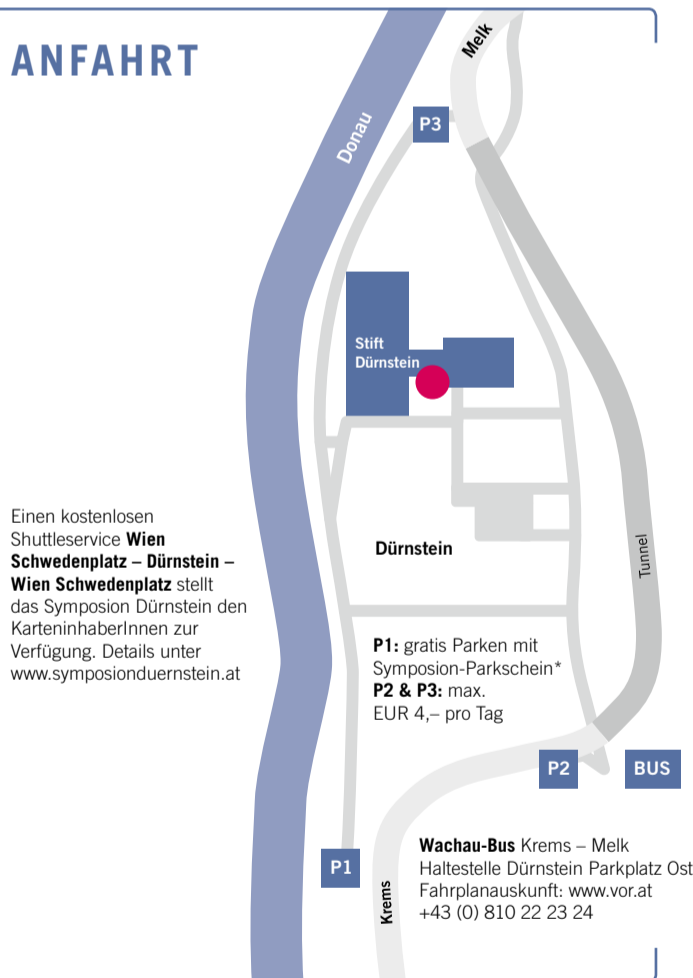 ANFAHRT
Melk
P3
Donau
Stift
Dürnstein
Einen kostenlosen
Shuttleservice Wien
Schwedenplatz – Dürnstein –
Wien Schwedenplatz stellt
das Symposion Dürnstein den
KarteninhaberInnen zur
Verfügung. Details unter
www.symposionduernstein.at
Dürnstein
Tunnel
P1: gratis Parken mit
Symposion-Parkschein*
P2 & P3: max.
EUR 4,– pro Tag
P2
BUS
P1
Krems
Wachau-Bus Krems – Melk
Haltestelle Dürnstein Parkplatz Ost
Fahrplanauskunft: www.vor.at
+43 (0) 810 22 23 24